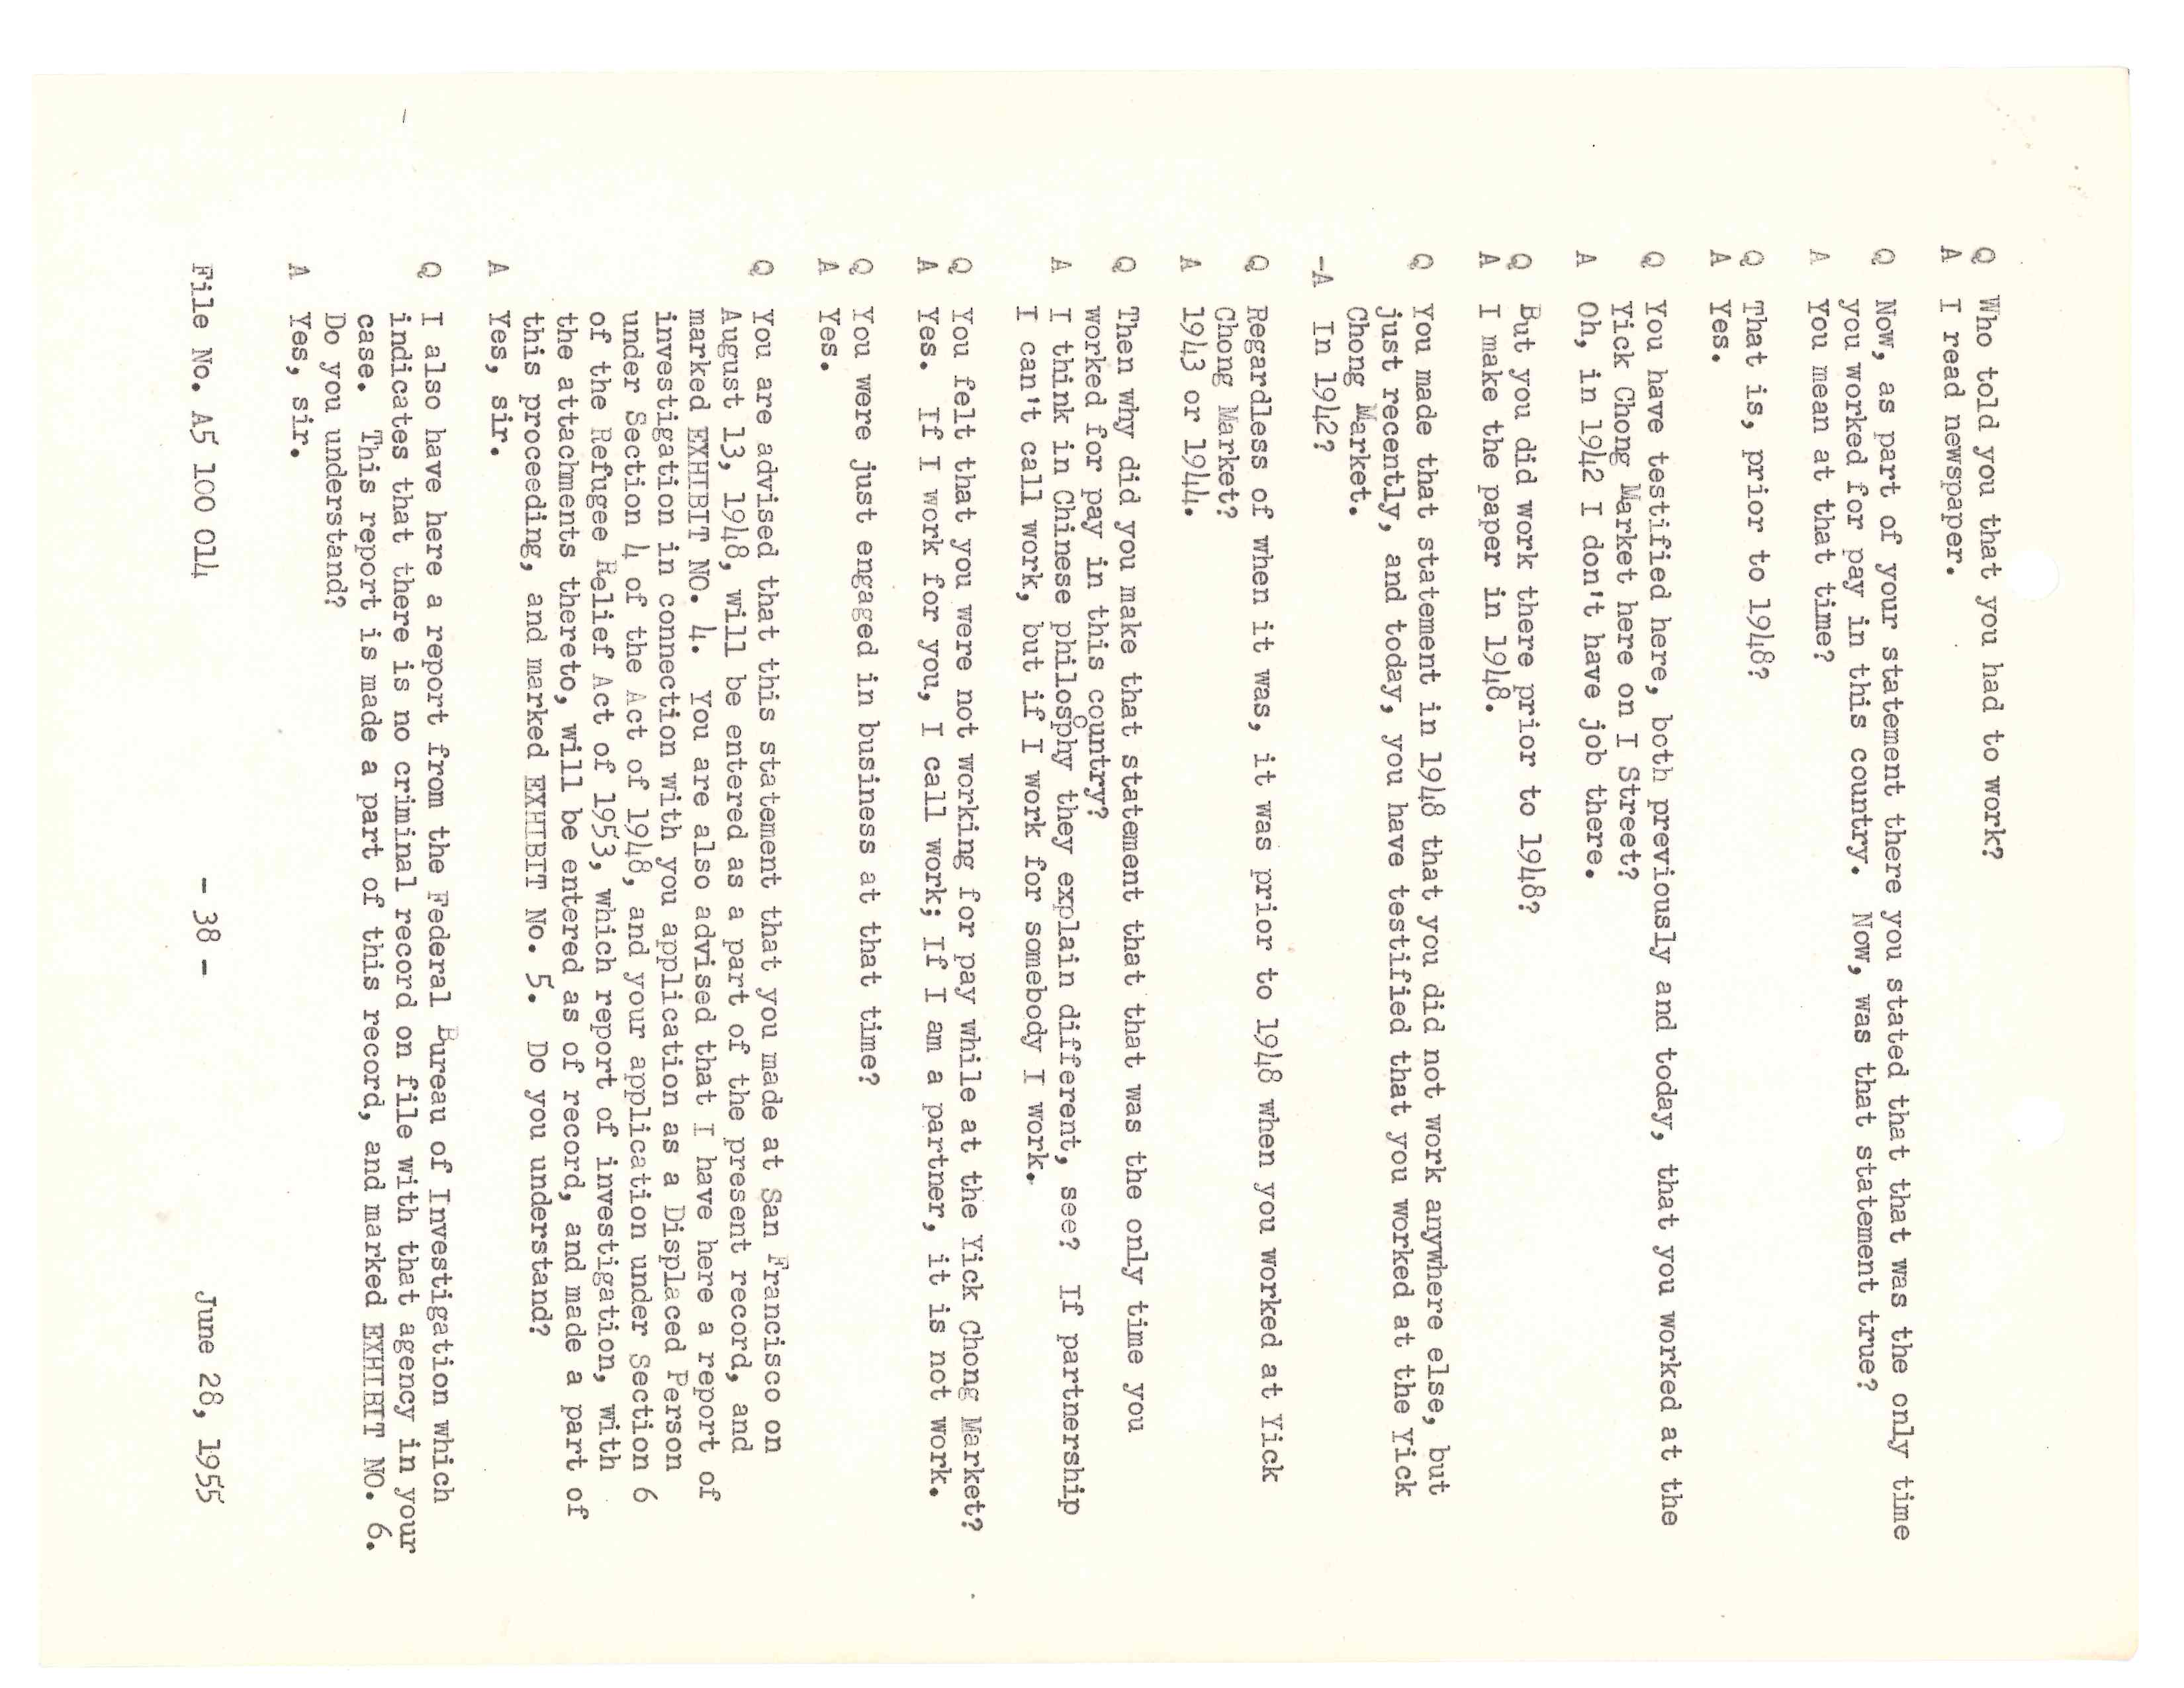 Q Who told you that you had to work?
A I read newspaper.
Q Now, as part of your statement there you stated that that was the only time
you worked for pay in this country. Now, was that statement true?
A You mean at that time?
Q That is, prior to 1948?
A Yes.
Q You have testified here, both previously and today, that you worked at the
Yick Chong Market here on I Street?
A Oh, in 1942 I don't have job there.
Q But you did work there prior to 1948?
A I make the paper in 1948.
Q You made that statement in 1948 that you did not work anywhere else, but
just recently, and today, you have testified that you worked at the Yick
Chong Market.
-A In 1942?
Q Regardless of when it was, it was prior to 1948 when you worked at Yick
Chong Market?
A 1943 or 1944.
Q Then why did you make that statement that that was the only time you
worked for pay in this country?
A I think in Chinese philosophy they explain different, see? If partnership
I can't call work, but if I work for somebody I work.
Q You felt that you were not working for pay while at the Yick Chong Market?
A Yes. If I work for you, I call work; If I am a partner, it is not work.
Q You were just engaged in business at that time?
A Yes.
Q You are advised that this statement that you made at San Francisco on
August 13, 1948, will be entered as a part of the present record, and
marked EXHIBIT NO. 4. You are also advised that I have here a report of
investigation in connection with you application as a Displaced Person
under Section 4 of the Act of 1948, and your application under Section 6
of the Refugee Relief Act of 1953, which report of investigation, with
the attachments thereto, will be entered as of record, and made a part of
this proceeding, and marked EXHIBIT No. 5. Do you understand?
A Yes, sir.
Q I also have here a report from the Federal Bureau of Investigation which
indicates that there is no criminal record on file with that agency in your
case. This report is made a part of this record, and marked EXHIBIT NO. 6.
Do you understand?
A Yes, sir.
File No. A5 100 014 - 38 - June 28, 1955